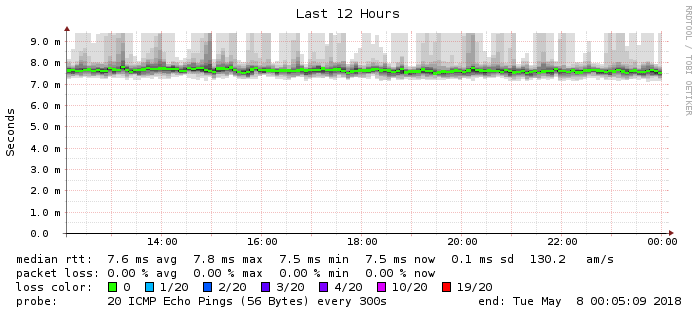 Last 12 Hours
RRDTOOL / TOBI OETIKER
Seconds
9.0 m
8.0 m
7.0 m
6.0 m
5.0 m
4.0 m
3.0 m
2.0 m
1.0 m
0.0
14:00 16:00 18:00 20:00 22:00 00:00
median rtt: 7.6 ms avg 7.8 ms max 7.5 ms min 7.5 ms now 0.1 ms sd 130.2 am/s
packet loss: 0.00 % avg 0.00 % max 0.00 % min 0.00 % now
loss color: 0 1/20 2/20 3/20 4/20 10/20 19/20
probe: 20 ICMP Echo Pings (56 Bytes) every 300s end: Tue May 8 00:05:09 2018